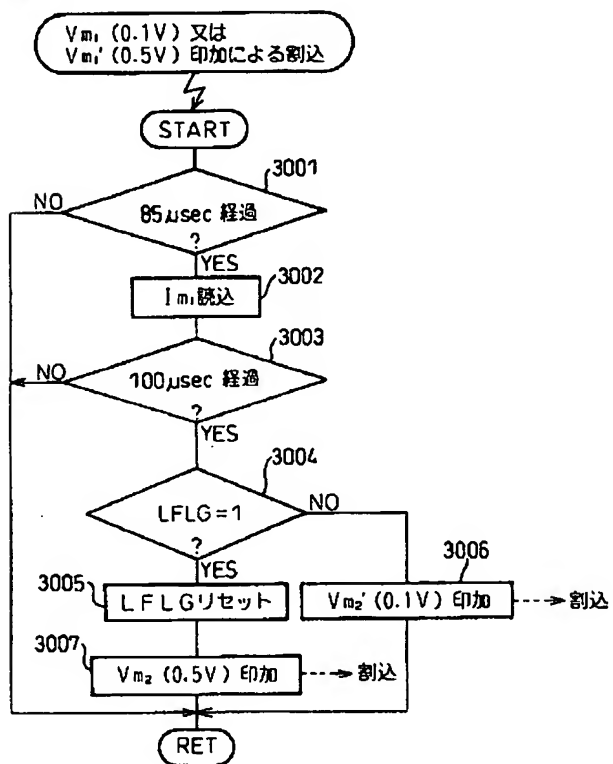 Vm₁ (0.1V) 又は
Vm₁' (0.5V) 印加による割込
START
3001
NO
85μsec 経過
?
YES
3002
Im₁読込
3003
NO
100μsec 経過
?
YES
3004
LFLG=1
NO
?
YES
3005
LFLGリセット
3006
Vm₂' (0.1V) 印加
割込
3007
Vm₂ (0.5V) 印加
割込
RET